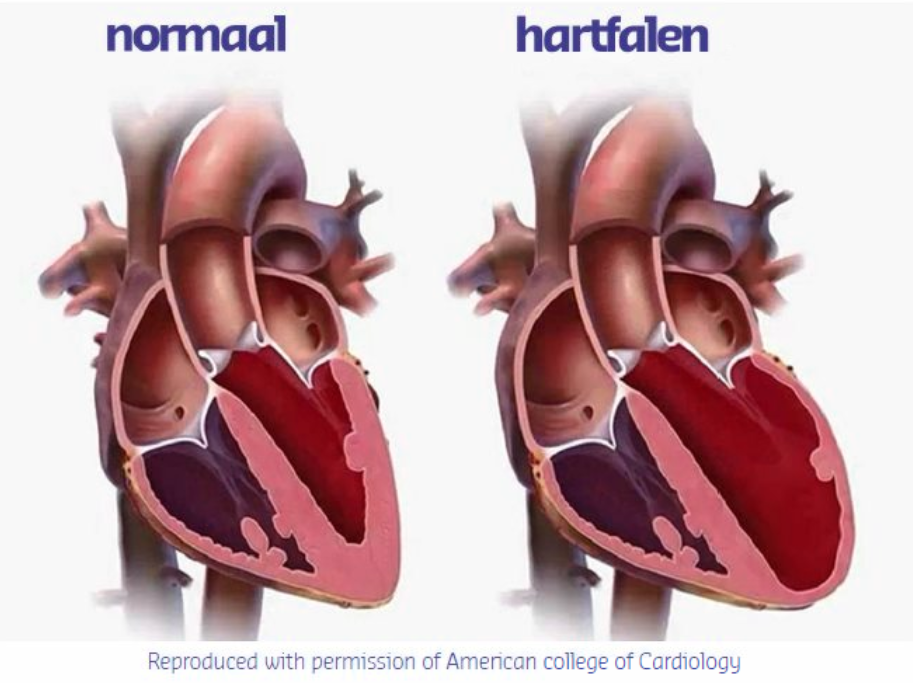 normaal hartfalen
Reproduced with permission of American college of Cardiology